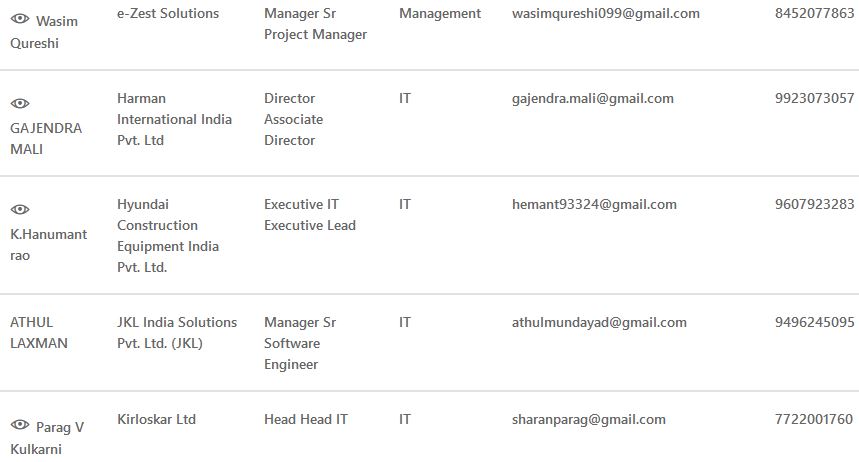 Wasim
Qureshi
e-Zest Solutions
Manager Sr
Project Manager
Management
wasimqureshi099@gmail.com
8452077863
GAJENDRA
MALI
Harman
International India
Pvt. Ltd
Director
Associate
Director
IT
gajendra.mali@gmail.com
9923073057
K.Hanumant
rao
Hyundai
Construction
Equipment India
Pvt. Ltd.
Executive IT
Executive Lead
IT
hemant93324@gmail.com
9607923283
ATHUL
LAXMAN
JKL India Solutions
Pvt. Ltd. (JKL)
Manager Sr
Software
Engineer
IT
athulmundayad@gmail.com
9496245095
Parag V
Kulkarni
Kirloskar Ltd
Head Head IT
IT
sharanparag@gmail.com
7722001760